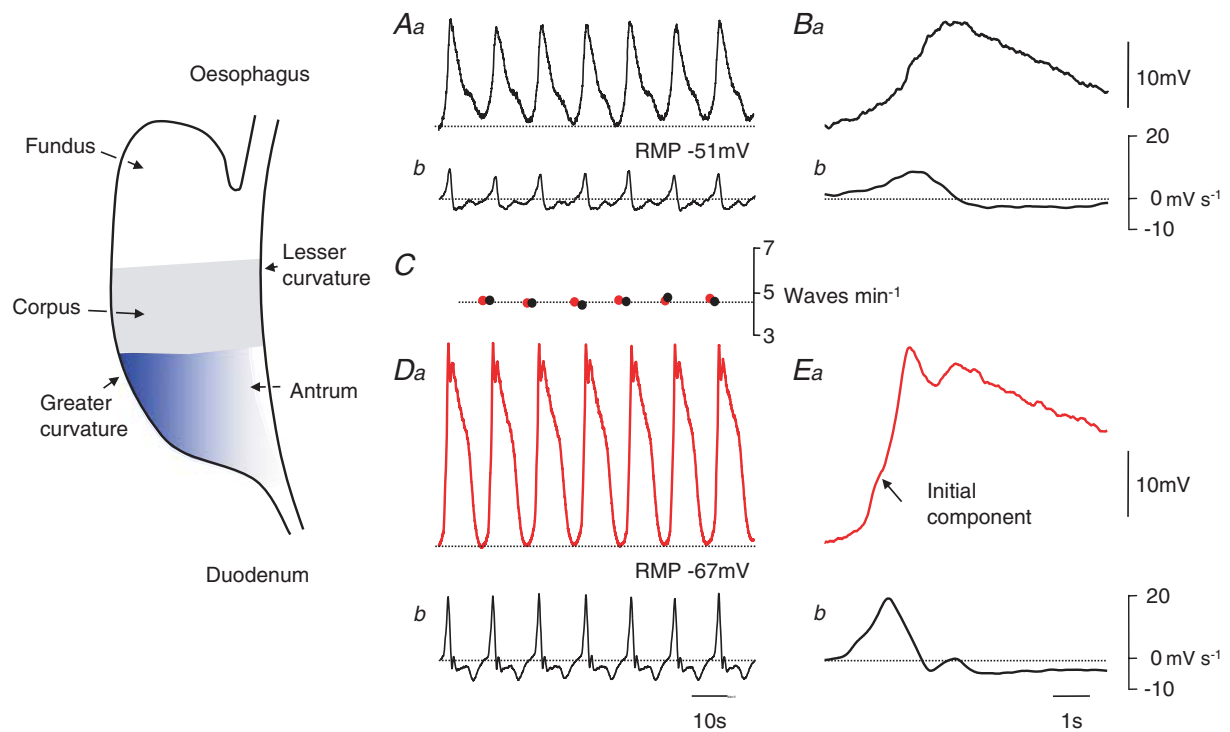 Oesophagus
Fundus
Lesser
curvature
Corpus
Greater
curvature
Antrum
Duodenum
Aa
RMP -51mV
b
Ba
10mV
b
20
0 mV s-1
-10
C
7
5 Waves min-1
3
Da
RMP -67mV
b
10s
Ea
Initial
component
10mV
b
20
0 mV s-1
-10
1s